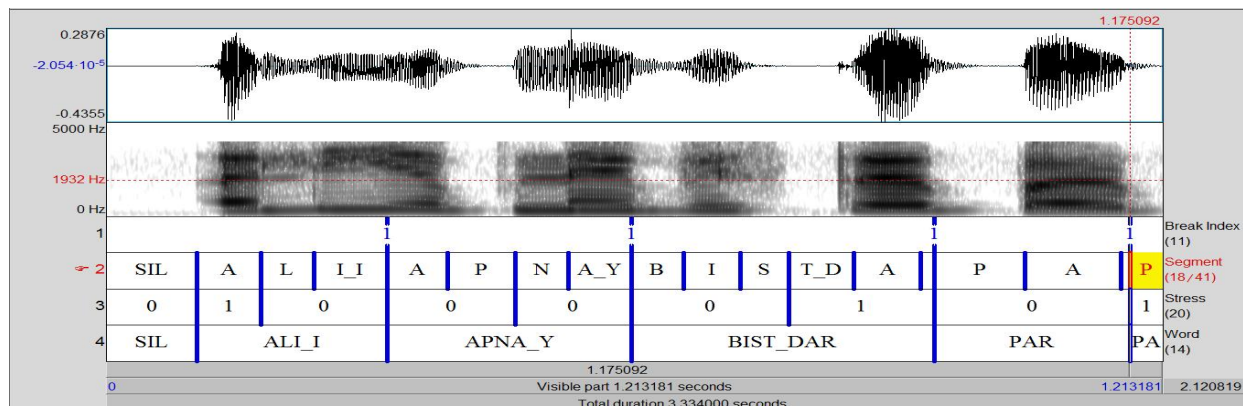 1.175092
0.2876
-2.054·10⁻⁵
-0.4355
5000 Hz
1932 Hz
0 Hz
1 1 1 1 1 Break Index (11)
☞ 2 SIL A L I_I A P N A_Y B I S T_D A P A P Segment (18/41)
3 0 1 0 0 0 0 1 0 1 Stress (20)
4 SIL ALI_I APNA_Y BIST_DAR PAR PA Word (14)
1.175092
0 Visible part 1.213181 seconds 1.213181 2.120819
Total duration 3.334000 seconds